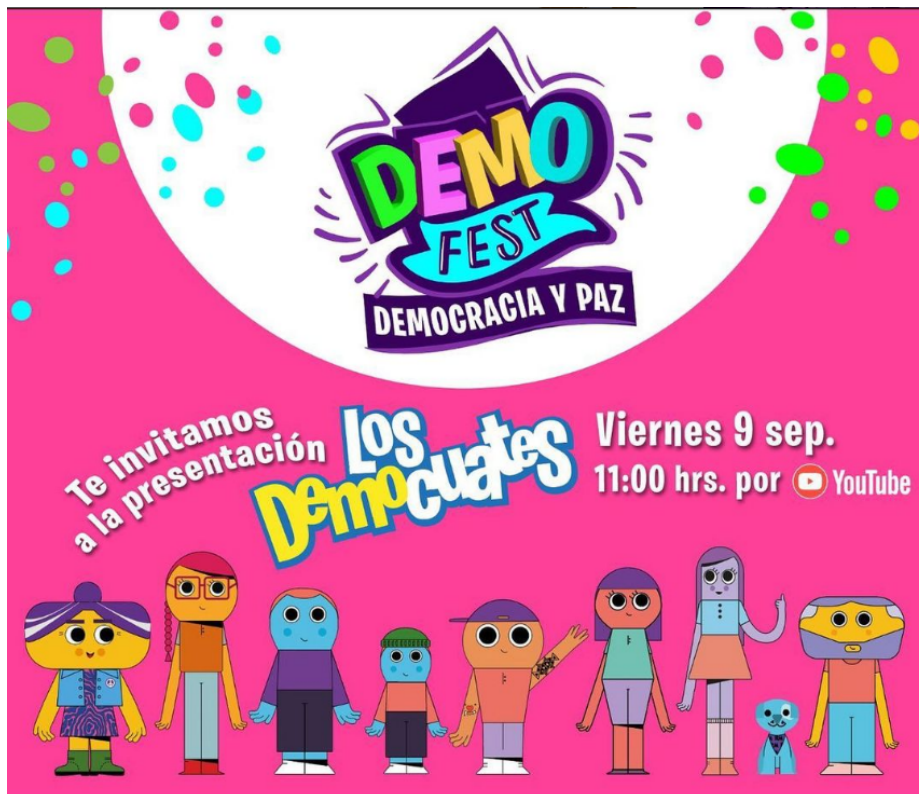 DEMO
FEST
DEMOCRACIA Y PAZ
Te invitamos
a la presentación
Los
Democuates
Viernes 9 sep.
11:00 hrs. por YouTube